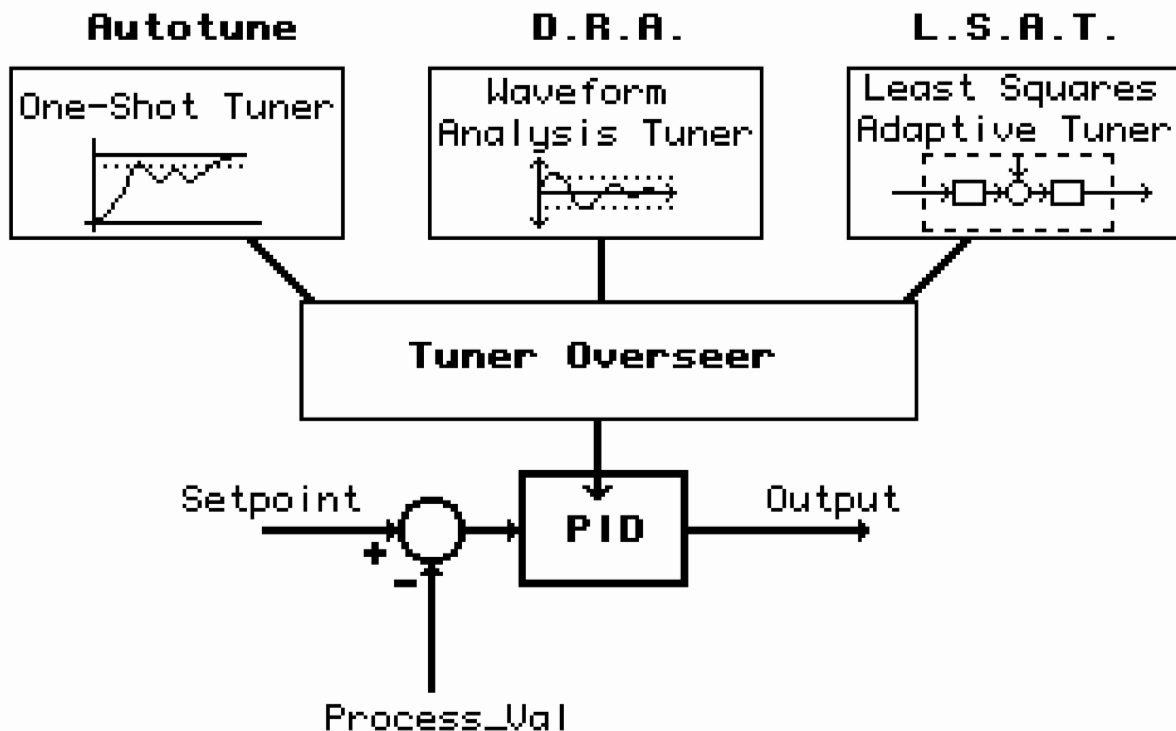 Autotune
D.R.A.
L.S.A.T.
One-Shot Tuner
Waveform
Analysis Tuner
Least Squares
Adaptive Tuner
Tuner Overseer
Setpoint
PID
Output
+
-
Process_Val